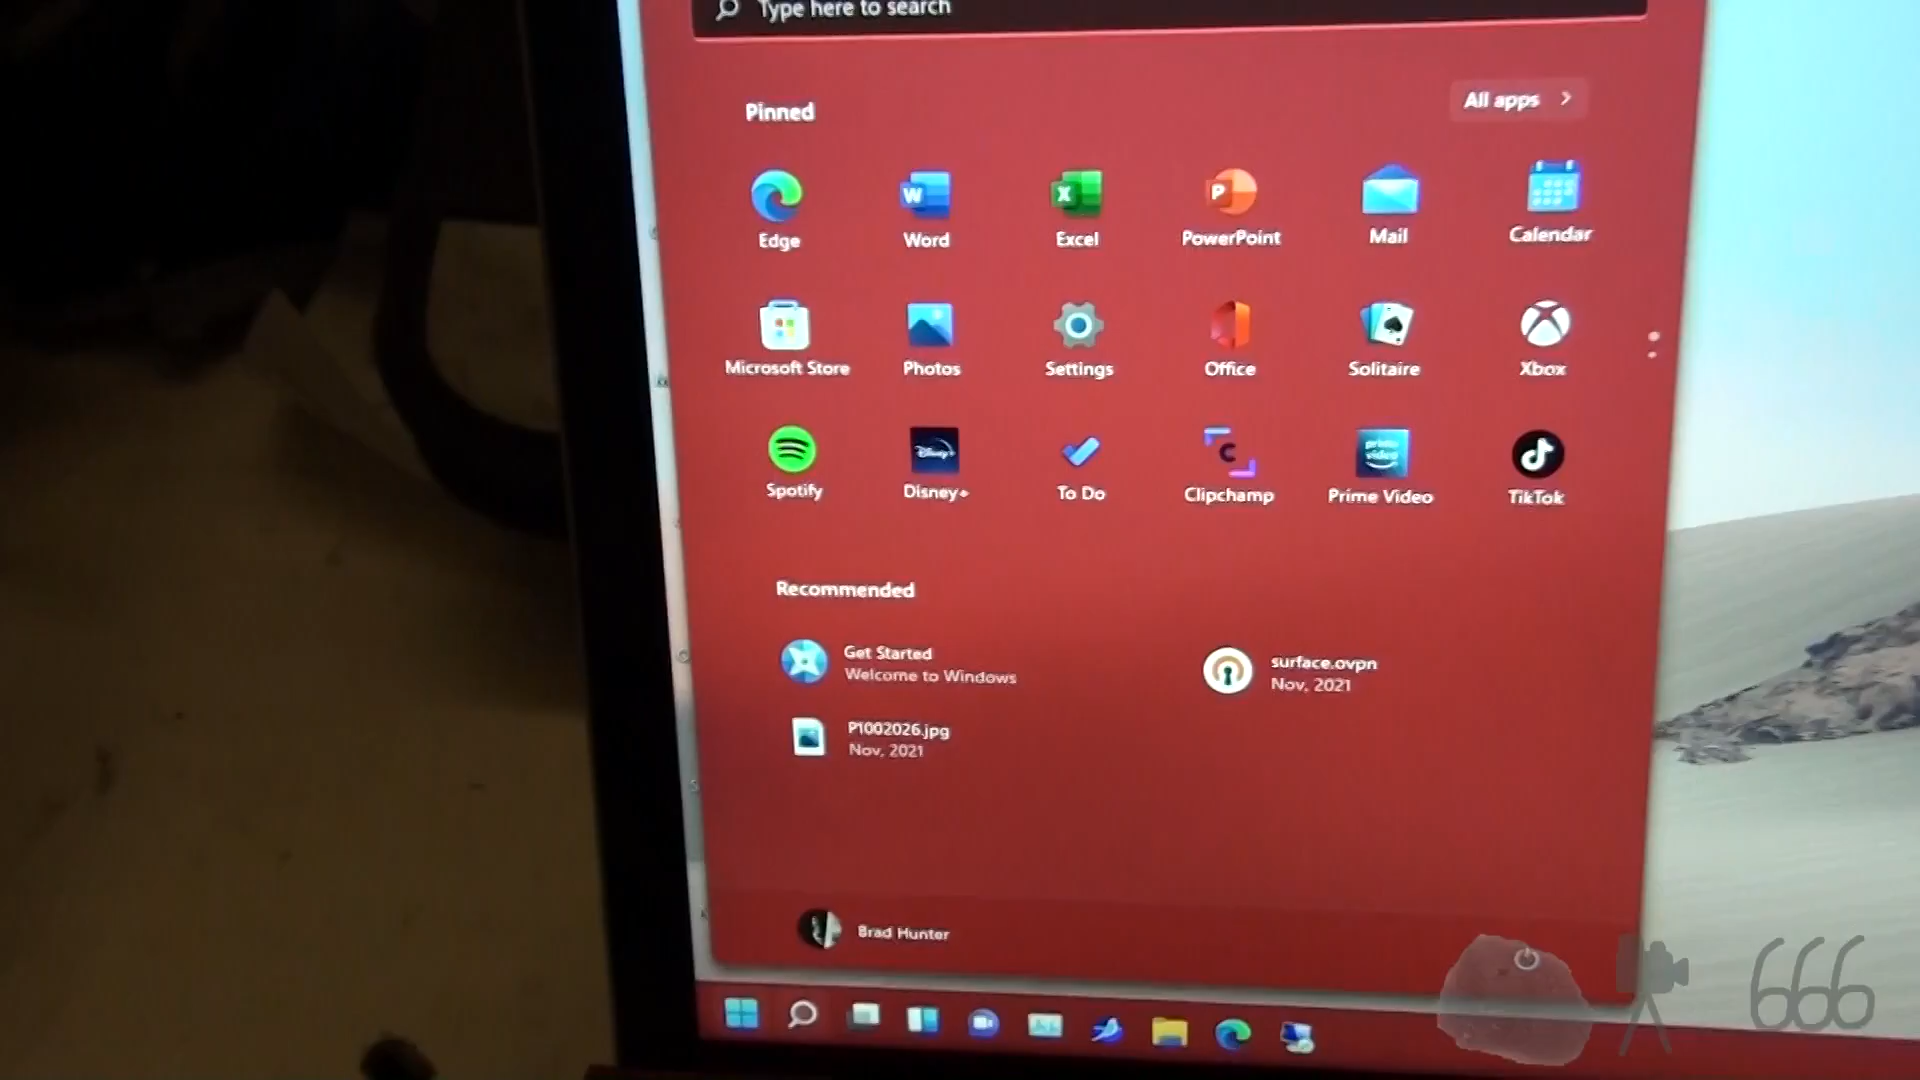 Type here to search
Pinned
All apps
Edge
Word
Excel
PowerPoint
Mail
Calendar
Microsoft Store
Photos
Settings
Office
Solitaire
Xbox
Spotify
Disney+
To Do
Clipchamp
Prime Video
TikTok
Recommended
Get Started
Welcome to Windows
surface.ovpn
Nov, 2021
P1002026.jpg
Nov, 2021
Brad Hunter
666